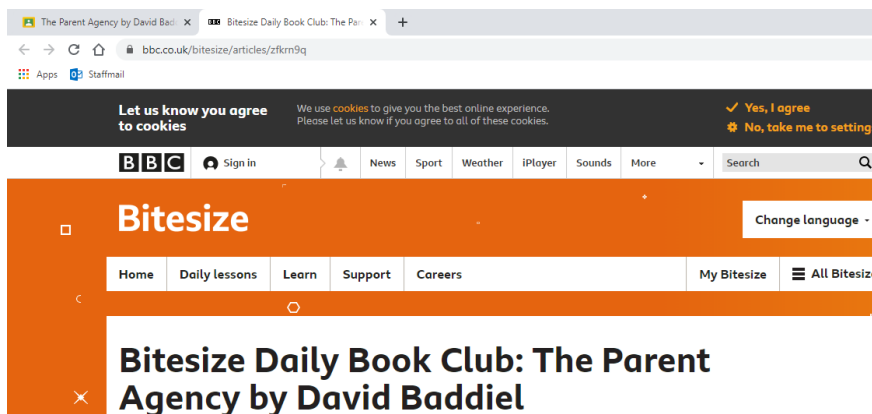 The Parent Agency by David Badd
Bitesize Daily Book Club: The Pare
bbc.co.uk/bitesize/articles/zfkrn9q
Apps Staffmail
Let us know you agree
to cookies
We use cookies to give you the best online experience.
Please let us know if you agree to all of these cookies.
Yes, I agree
No, take me to setting
BBC Sign in News Sport Weather iPlayer Sounds More Search
Bitesize
Change language
Home Daily lessons Learn Support Careers My Bitesize All Bitesize
Bitesize Daily Book Club: The Parent
Agency by David Baddiel